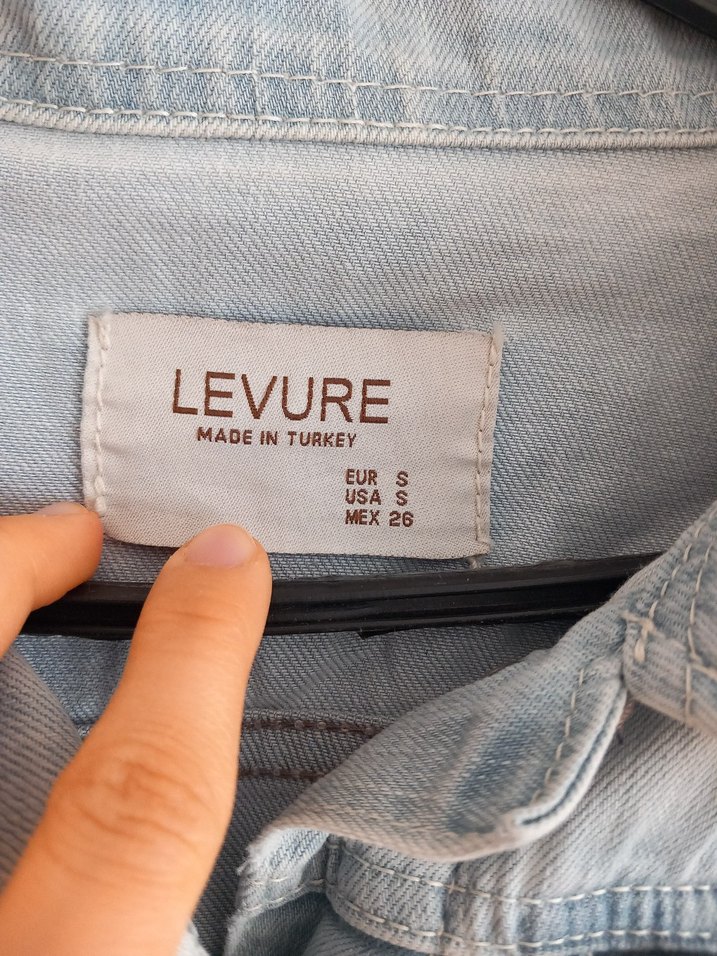 LEVURE
MADE IN TURKEY
EUR S
USA S
MEX 26